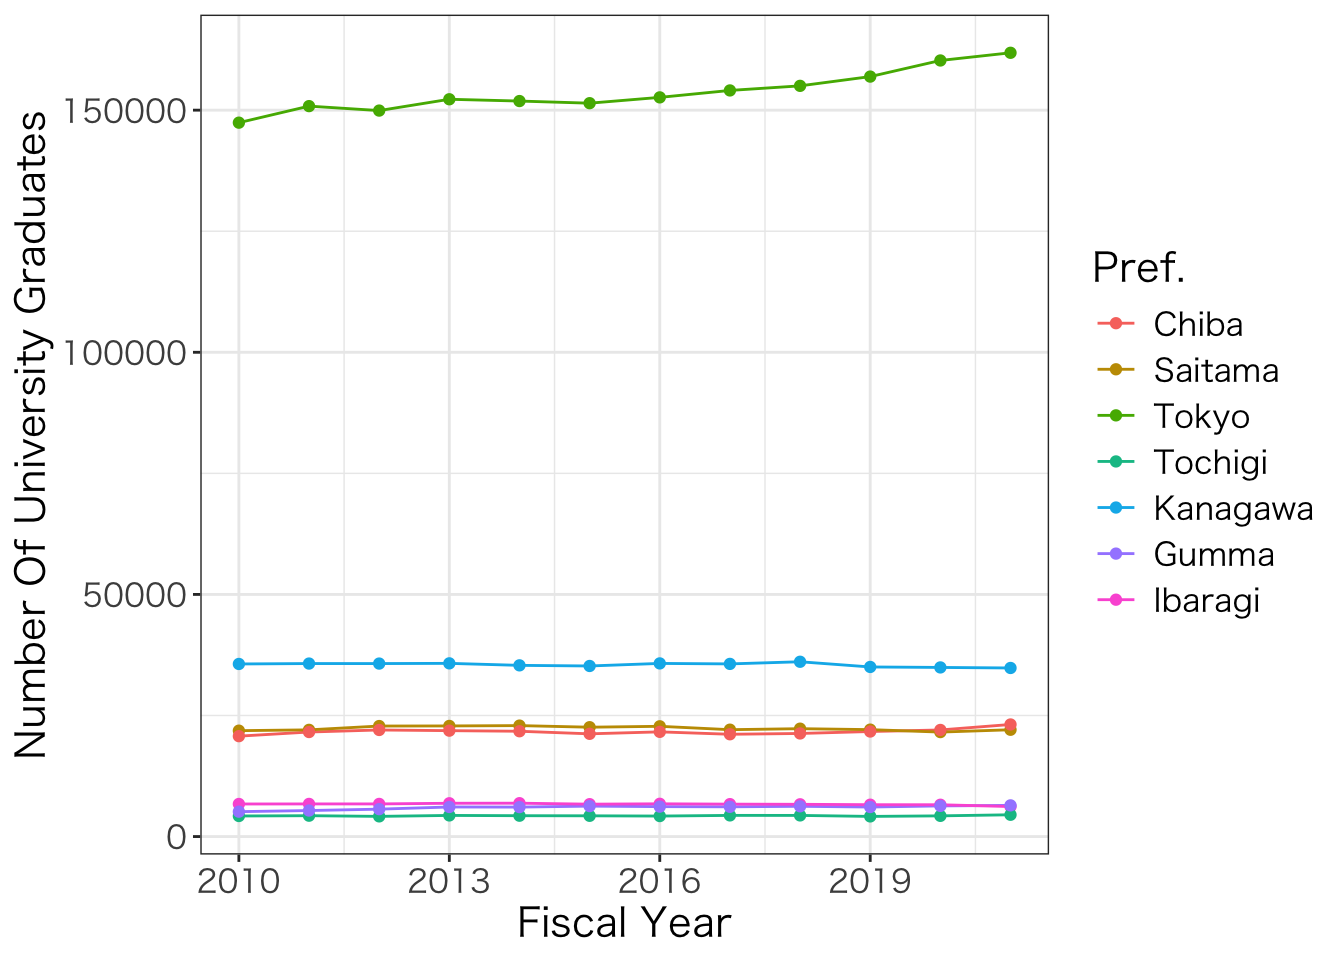 Number Of University Graduates
150000
100000
50000
0
2010
2013
2016
2019
Fiscal Year
Pref.
Chiba
Saitama
Tokyo
Tochigi
Kanagawa
Gumma
Ibaragi